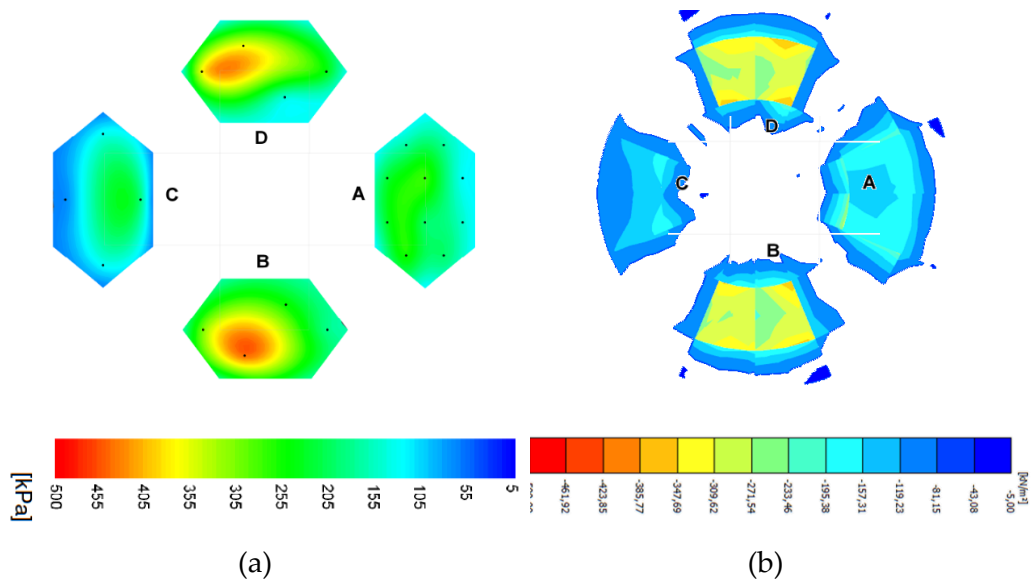 D
C
A
B
D
C
A
B
[kPa]
500
455
405
355
305
255
205
155
105
55
5
-461,92
-423,85
-385,77
-347,69
-309,62
-271,54
-233,46
-195,38
-157,31
-119,23
-81,15
-43,08
-5,00
[kN/m²]
(a)
(b)